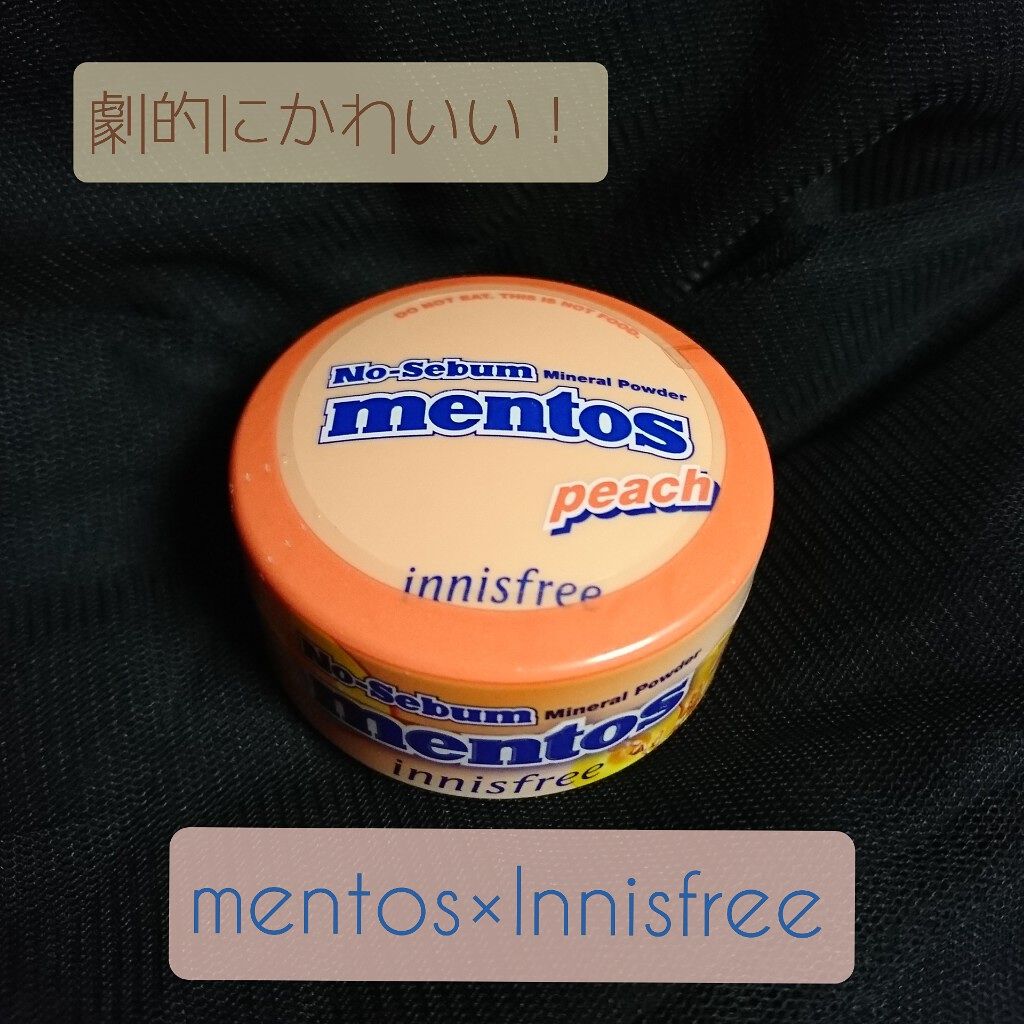 劇的にかわいい！
DO NOT EAT. THIS IS NOT FOOD.
No-Sebum Mineral Powder
mentos
peach
innisfree
No-Sebum Mineral Powder
mentos
innisfree
mentos×Innisfree